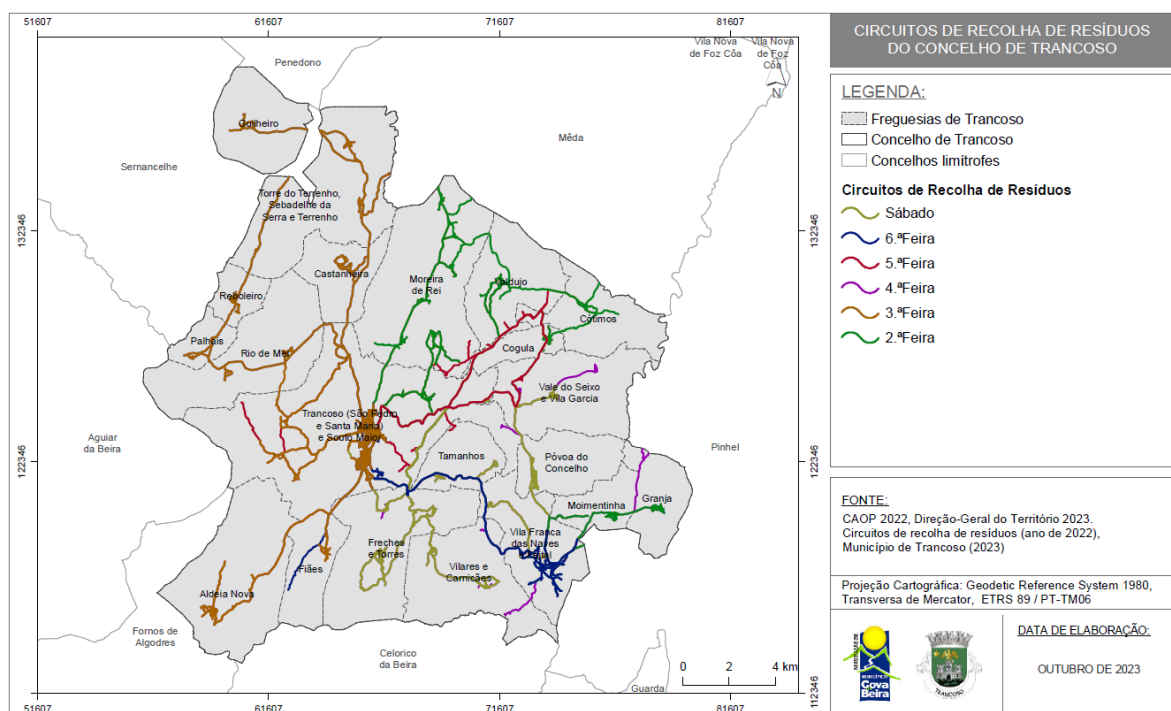 51607
61607
71607
81607
Vila Nova
de Foz Côa
Vila Nova
de Foz
Côa
N
Penedono
Mêda
Sernancelhe
Guilheiro
Torre do Terrenho,
Sebadelhe da
Serra e Terrenho
132346
132346
Castanheira
Moreira
de Rei
Valdujo
Reboleiro
Cótimos
Palhais
Rio de Mel
Cogula
Vale do Seixo
e Vila Garcia
Trancoso (São Pedro
e Santa Maria)
e Souto Maior
Aguiar
da Beira
Pinhel
Tamanhos
Póvoa do
Concelho
122346
122346
Moimentinha
Granja
Vila Franca
das Naves
e Feital
Freches
e Torres
Vilares e
Carnicães
Fiães
Aldeia Nova
Fornos de
Algodres
Celorico
da Beira
Guarda
0 2 4 km
112346
51607
61607
71607
81607
CIRCUITOS DE RECOLHA DE RESÍDUOS
DO CONCELHO DE TRANCOSO
LEGENDA:
Freguesias de Trancoso
Concelho de Trancoso
Concelhos limítrofes
Circuitos de Recolha de Resíduos
Sábado
6.ªFeira
5.ªFeira
4.ªFeira
3.ªFeira
2.ªFeira
FONTE:
CAOP 2022, Direção-Geral do Território 2023.
Circuitos de recolha de resíduos (ano de 2022),
Município de Trancoso (2023)
Projeção Cartográfica: Geodetic Reference System 1980,
Transversa de Mercator, ETRS 89 / PT-TM06
MUNICÍPIOS
Cova
Beira
TRANCOSO
DATA DE ELABORAÇÃO:
OUTUBRO DE 2023